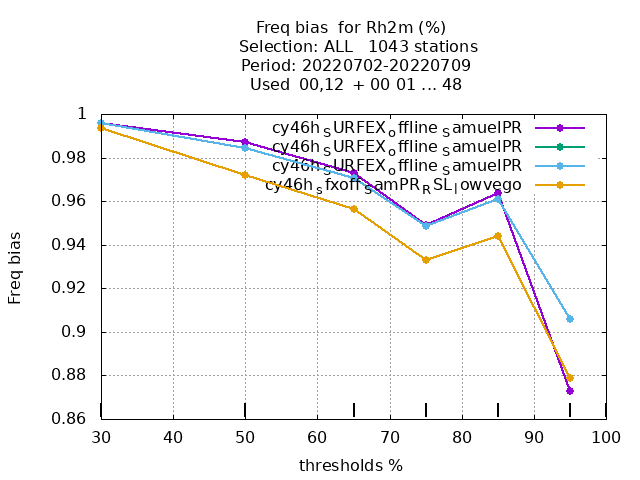 Freq bias  for Rh2m (%)
Selection: ALL   1043 stations
Period: 20220702-20220709
Used  00,12  + 00 01 ... 48
Freq bias
1
0.98
0.96
0.94
0.92
0.9
0.88
0.86
cy46h_SURFEX_offline_SamuelPR
cy46h_SURFEX_offline_SamuelPR
cy46h_SURFEX_offline_SamuelPR
cy46h_sfxoff_SamPR_RSL_lowvego
30 40 50 60 70 80 90 100
thresholds %